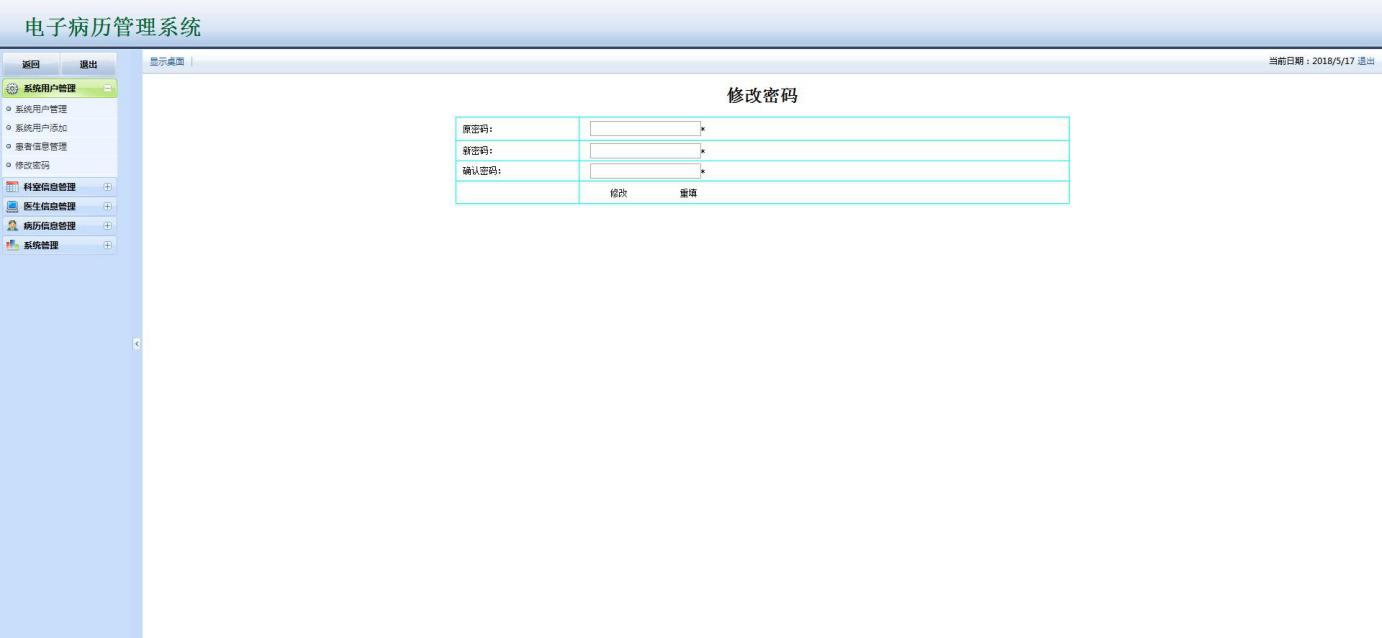 电子病历管理系统
返回 退出
显示桌面
当前日期：2018/5/17 退出
系统用户管理
系统用户管理
系统用户添加
患者信息管理
修改密码
科室信息管理
医生信息管理
病历信息管理
系统管理
修改密码
原密码：
*
新密码：
*
确认密码：
*
修改 重填